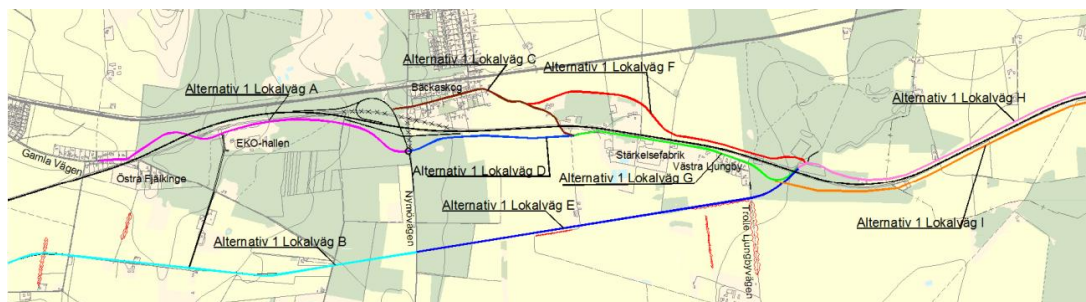 Alternativ 1 Lokalväg C
Alternativ 1 Lokalväg F
Bäckaskog
Alternativ 1 Lokalväg A
Alternativ 1 Lokalväg H
EKO-hallen
Gamla Vägen
Stärkelsefabrik
Västra Ljungby
Östra Fjälkinge
Alternativ 1 Lokalväg D
Alternativ 1 Lokalväg G
Nymövägen
Alternativ 1 Lokalväg E
Trolle Ljungbyvägen
Alternativ 1 Lokalväg I
Alternativ 1 Lokalväg B